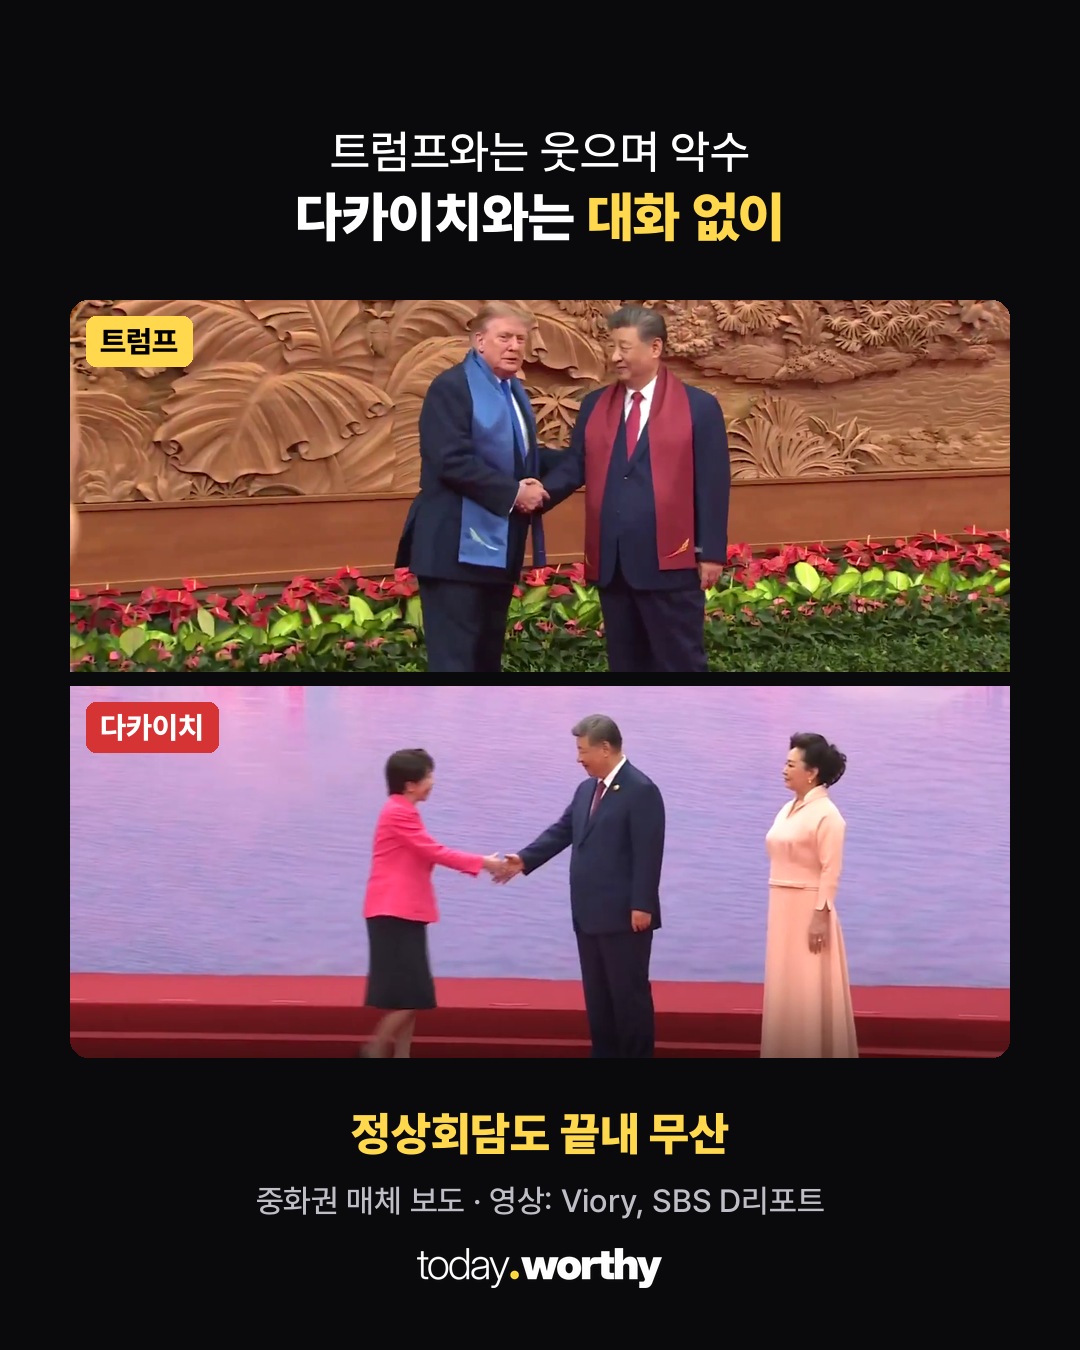 트럼프와는 웃으며 악수
다카이치와는 대화 없이
트럼프
다카이치
정상회담도 끝내 무산
중화권 매체 보도 · 영상: Viory, SBS D리포트
today.worthy